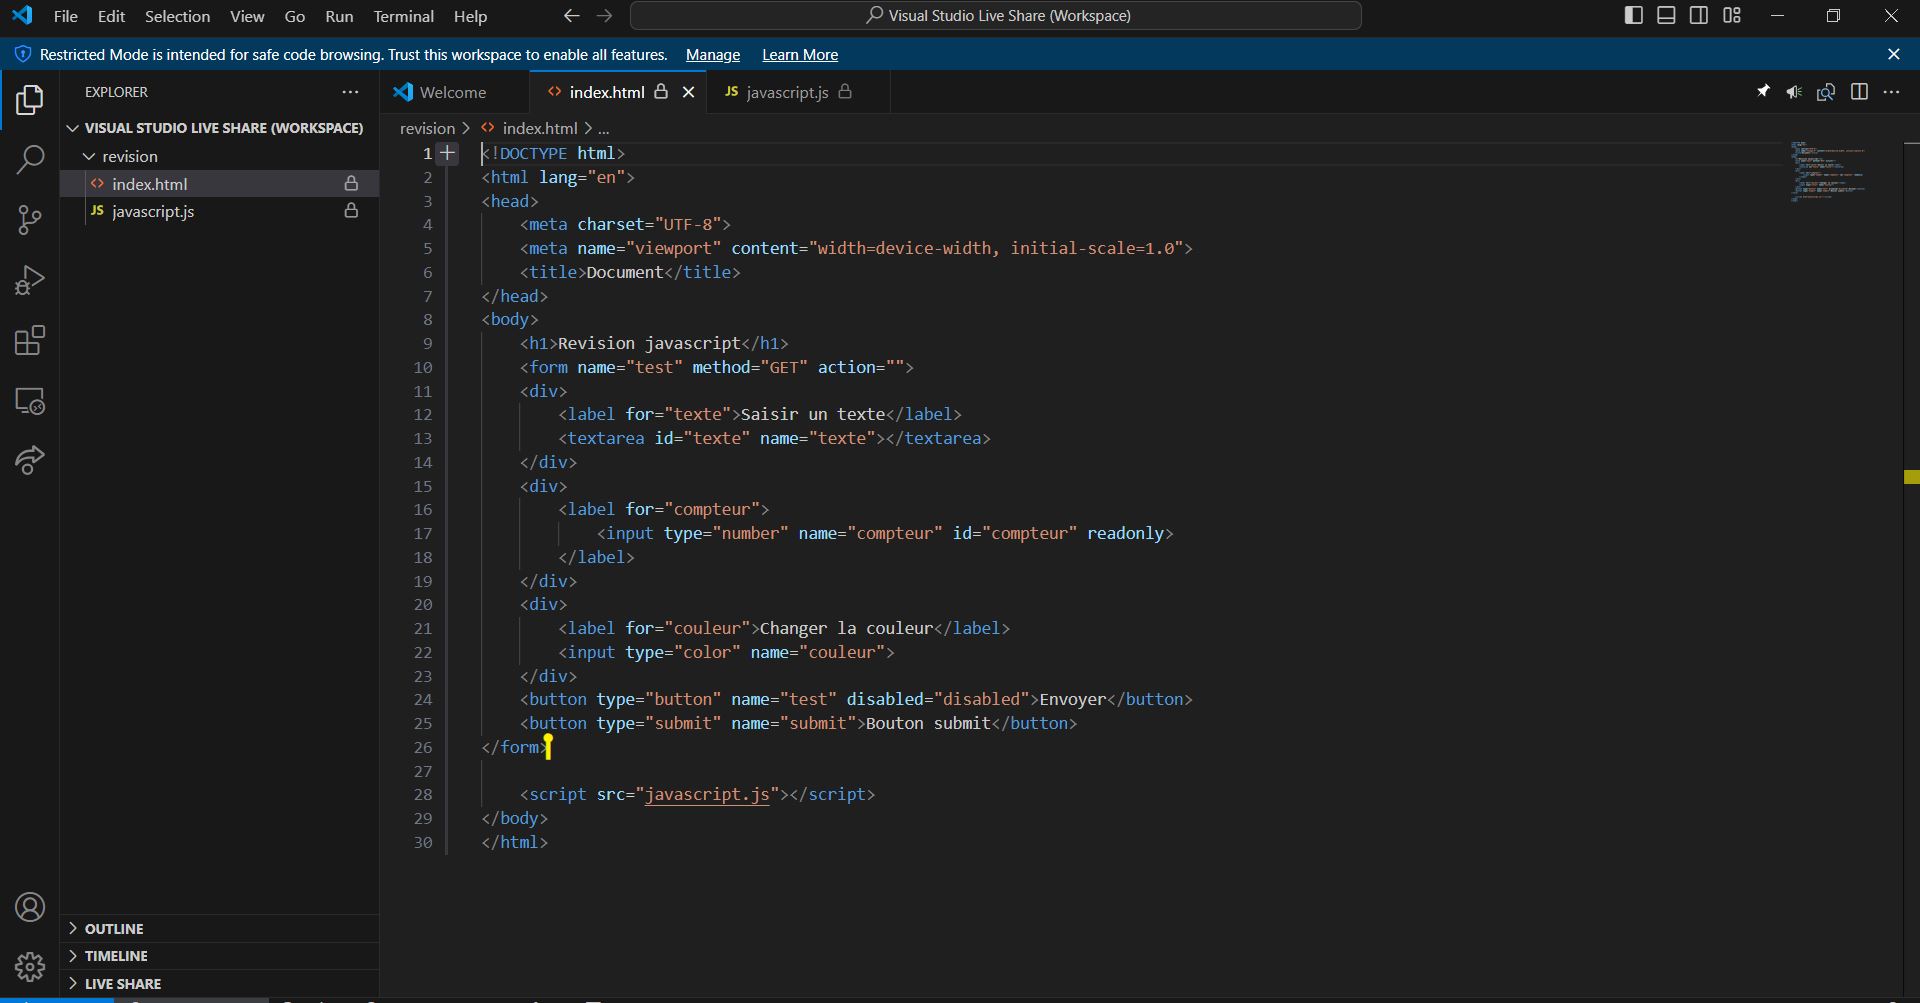 File Edit Selection View Go Run Terminal Help
Visual Studio Live Share (Workspace)
Restricted Mode is intended for safe code browsing. Trust this workspace to enable all features. Manage Learn More
EXPLORER
VISUAL STUDIO LIVE SHARE (WORKSPACE)
revision
index.html
JS javascript.js
OUTLINE
TIMELINE
LIVE SHARE
Welcome
index.html
JS javascript.js
revision > index.html > ...
1 <!DOCTYPE html>
2 <html lang="en">
3 <head>
4 <meta charset="UTF-8">
5 <meta name="viewport" content="width=device-width, initial-scale=1.0">
6 <title>Document</title>
7 </head>
8 <body>
9 <h1>Revision javascript</h1>
10 <form name="test" method="GET" action="">
11 <div>
12 <label for="texte">Saisir un texte</label>
13 <textarea id="texte" name="texte"></textarea>
14 </div>
15 <div>
16 <label for="compteur">
17 <input type="number" name="compteur" id="compteur" readonly>
18 </label>
19 </div>
20 <div>
21 <label for="couleur">Changer la couleur</label>
22 <input type="color" name="couleur">
23 </div>
24 <button type="button" name="test" disabled="disabled">Envoyer</button>
25 <button type="submit" name="submit">Bouton submit</button>
26 </form>
27
28 <script src="javascript.js"></script>
29 </body>
30 </html>